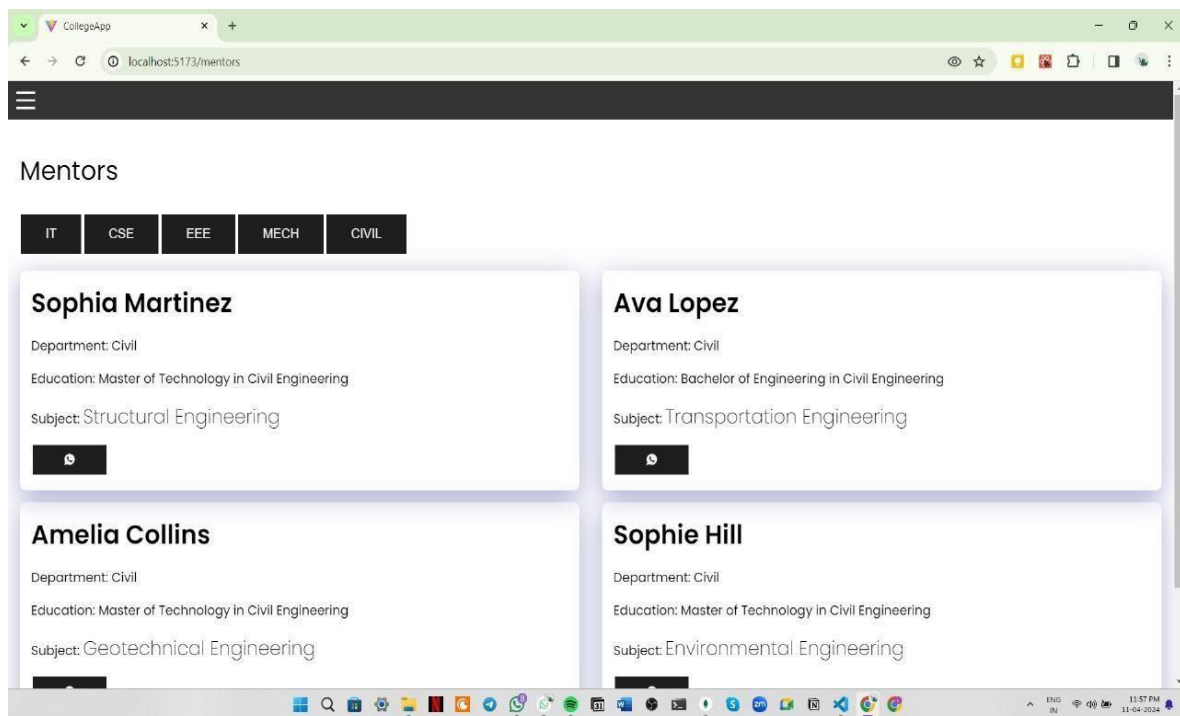 CollegeApp
localhost:5173/mentors
Mentors
IT CSE EEE MECH CIVIL
Sophia Martinez
Department: Civil
Education: Master of Technology in Civil Engineering
Subject: Structural Engineering
Ava Lopez
Department: Civil
Education: Bachelor of Engineering in Civil Engineering
Subject: Transportation Engineering
Amelia Collins
Department: Civil
Education: Master of Technology in Civil Engineering
Subject: Geotechnical Engineering
Sophie Hill
Department: Civil
Education: Master of Technology in Civil Engineering
Subject: Environmental Engineering
ENG
IN
11:57 PM
11-04-2024